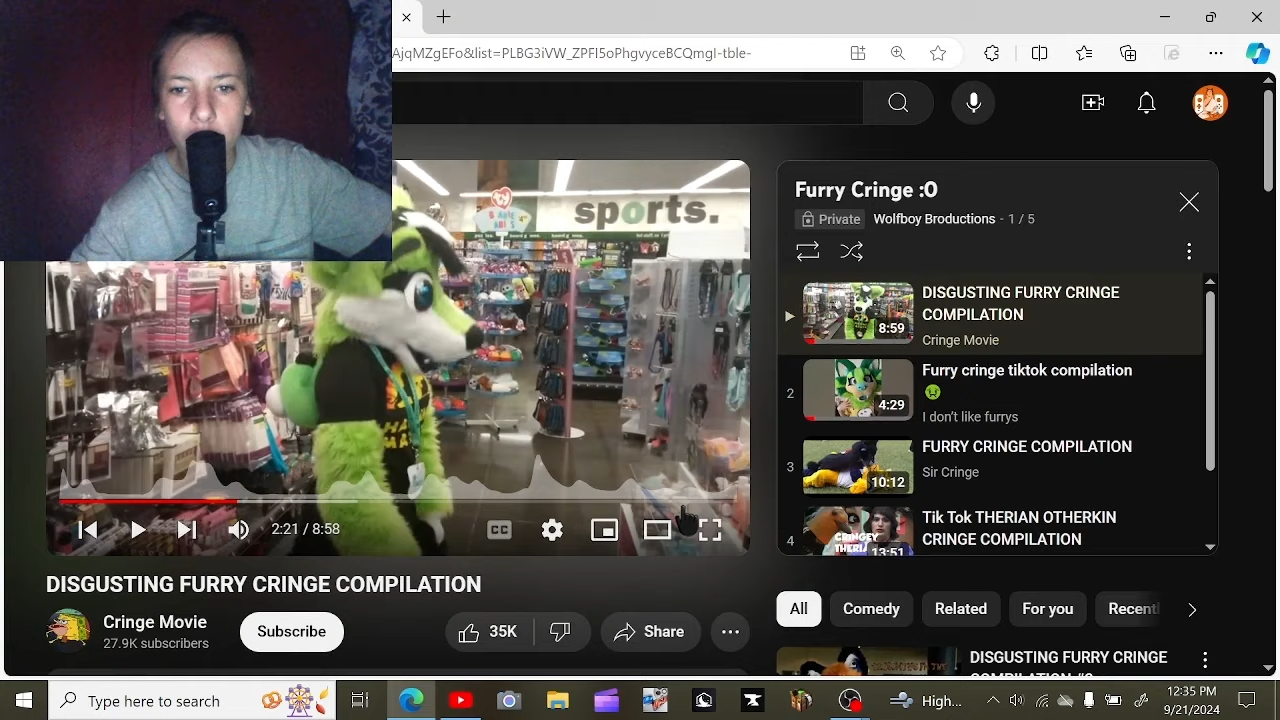 AjqMZgEFo&list=PLBG3iVW_ZPFI5oPhgvyceBCQmgI-tble-
sports.
Furry Cringe :O
Private Wolfboy Broductions - 1 / 5
DISGUSTING FURRY CRINGE
COMPILATION
8:59
Cringe Movie
2
Furry cringe tiktok compilation
🤢
4:29
I don't like furrys
3
FURRY CRINGE COMPILATION
Sir Cringe
10:12
4
Tik Tok THERIAN OTHERKIN
CRINGE COMPILATION
13:51
2:21 / 8:58
CC
DISGUSTING FURRY CRINGE COMPILATION
Cringe Movie
27.9K subscribers
Subscribe
35K
Share
All
Comedy
Related
For you
Recenti
DISGUSTING FURRY CRINGE
Type here to search
High...
12:35 PM
9/21/2024